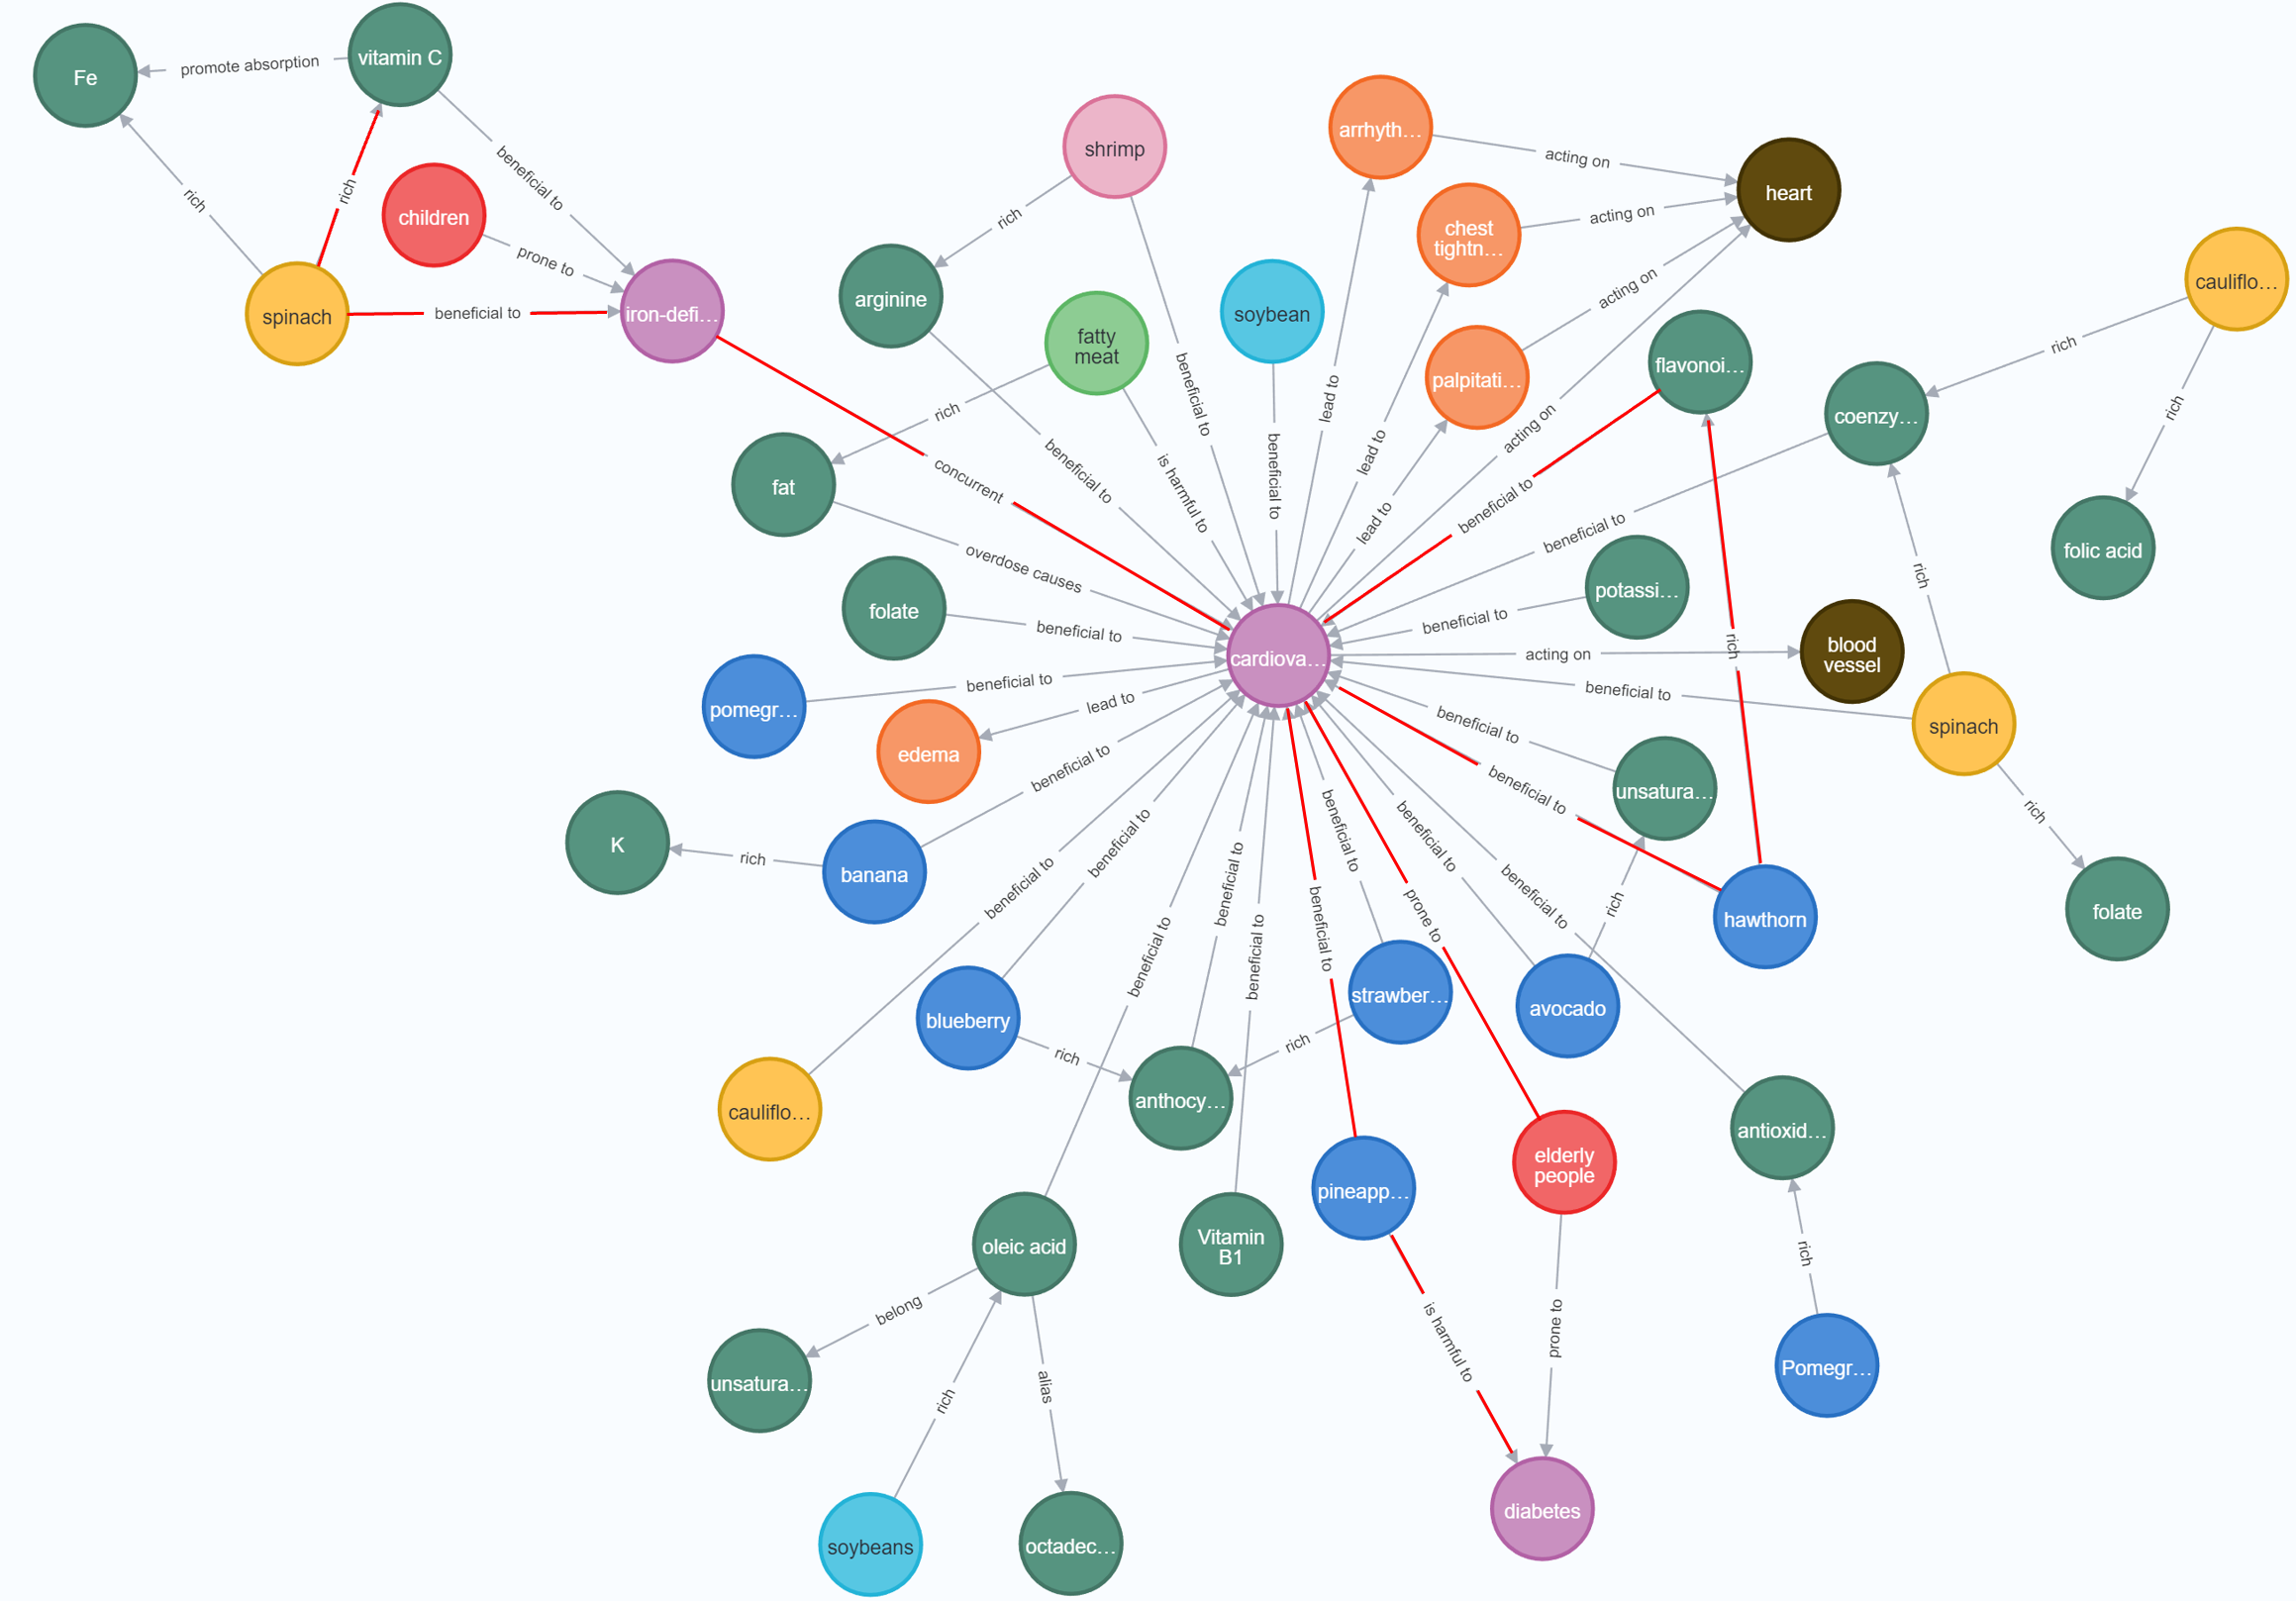 Fe
promote absorption
vitamin C
rich
rich
beneficial to
children
prone to
spinach
beneficial to
iron-defi…
concurrent
shrimp
rich
beneficial to
arginine
beneficial to
fatty
meat
rich
is harmful to
fat
overdose causes
soybean
beneficial to
arrhyth…
acting on
lead to
chest
tightn…
acting on
lead to
palpitati…
acting on
lead to
heart
acting on
flavonoi…
beneficial to
cauliflo…
rich
rich
coenzy…
beneficial to
folic acid
rich
folate
beneficial to
potassi…
beneficial to
cardiova…
acting on
blood
vessel
rich
beneficial to
spinach
rich
folate
pomegr…
beneficial to
lead to
edema
beneficial to
unsatura…
beneficial to
hawthorn
K
rich
banana
beneficial to
beneficial to
beneficial to
beneficial to
beneficial to
beneficial to
beneficial to
beneficial to
prone to
beneficial to
beneficial to
rich
blueberry
rich
strawber…
rich
avocado
cauliflo…
anthocy…
antioxid…
pineapp…
elderly
people
rich
oleic acid
Vitamin
B1
belong
alias
rich
unsatura…
is harmful to
prone to
Pomegr…
soybeans
octadec…
diabetes